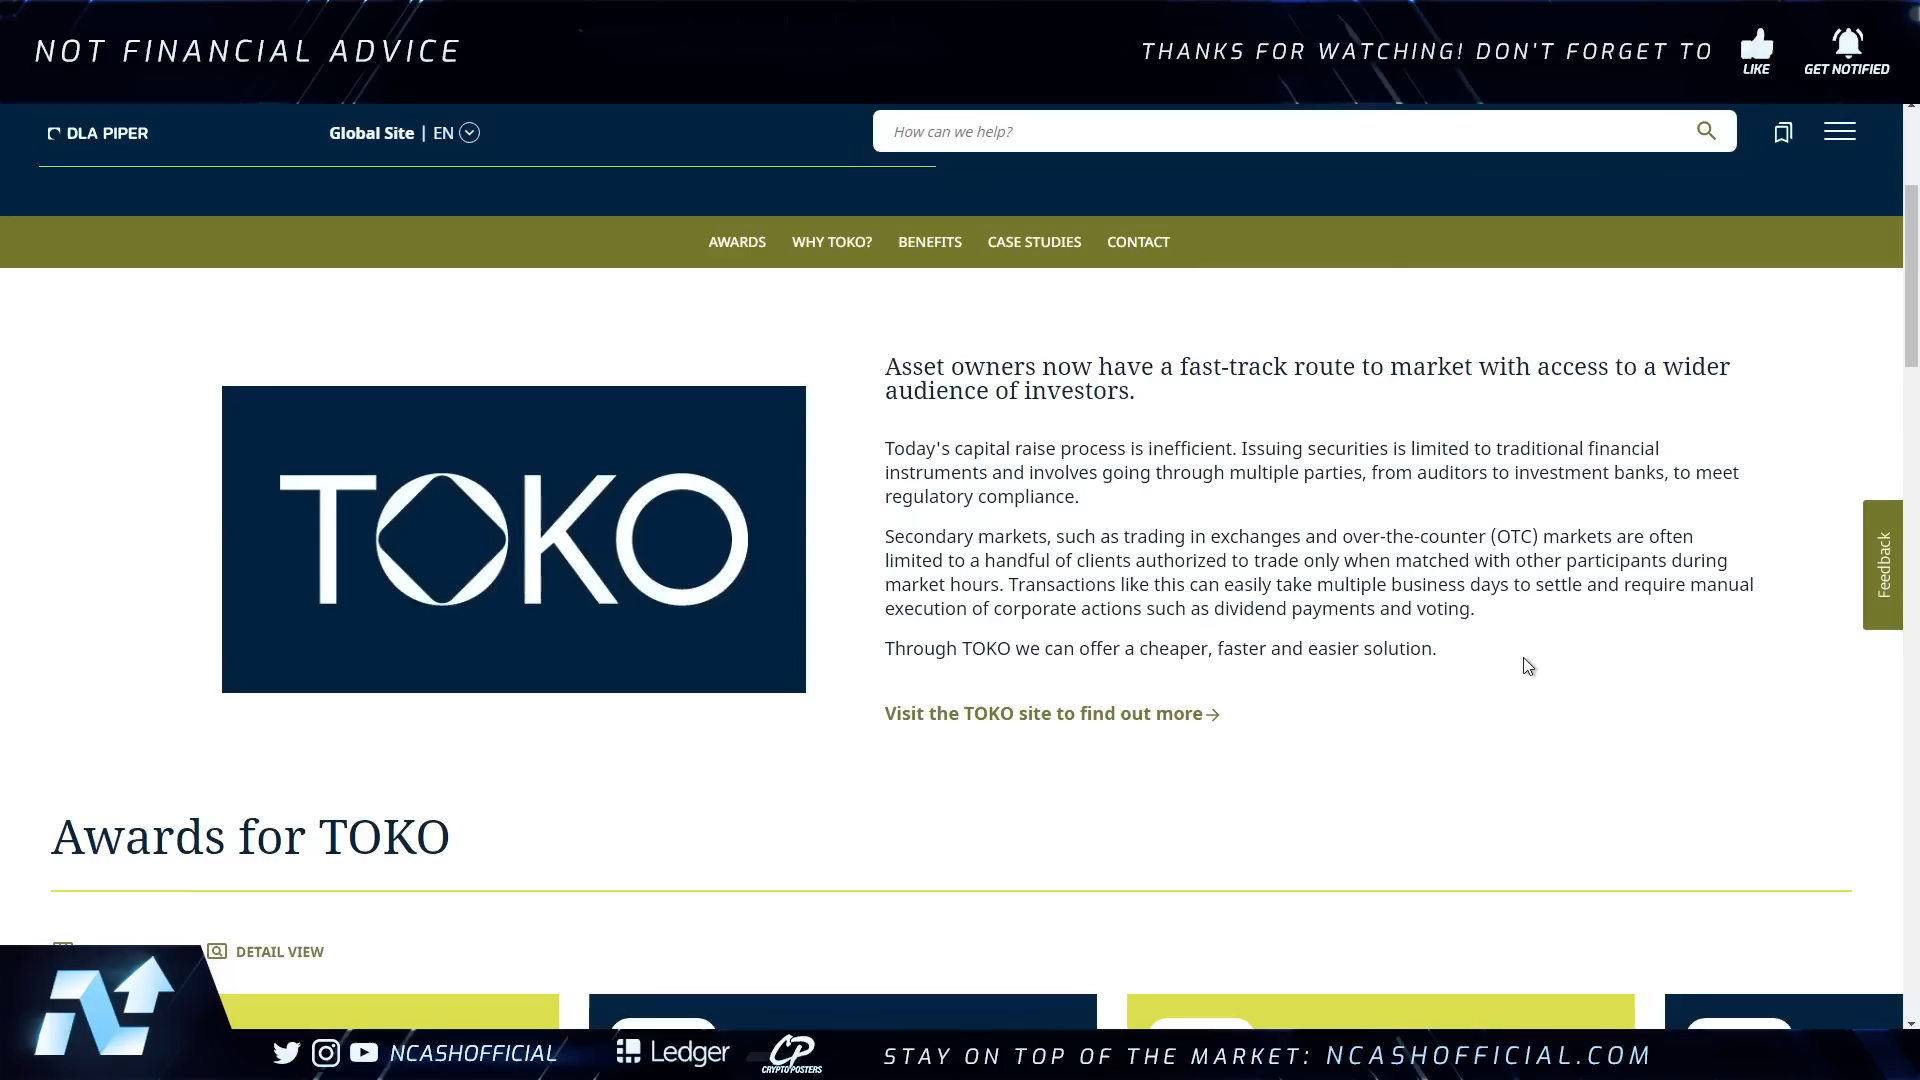 NOT FINANCIAL ADVICE
THANKS FOR WATCHING! DON'T FORGET TO
LIKE
GET NOTIFIED
DLA PIPER
Global Site | EN
How can we help?
AWARDS WHY TOKO? BENEFITS CASE STUDIES CONTACT
TOKO
Asset owners now have a fast-track route to market with access to a wider
audience of investors.
Today's capital raise process is inefficient. Issuing securities is limited to traditional financial
instruments and involves going through multiple parties, from auditors to investment banks, to meet
regulatory compliance.
Secondary markets, such as trading in exchanges and over-the-counter (OTC) markets are often
limited to a handful of clients authorized to trade only when matched with other participants during
market hours. Transactions like this can easily take multiple business days to settle and require manual
execution of corporate actions such as dividend payments and voting.
Through TOKO we can offer a cheaper, faster and easier solution.
Visit the TOKO site to find out more
Feedback
Awards for TOKO
DETAIL VIEW
NCASHOFFICIAL
Ledger
CP
CRYPTOPOSTERS
STAY ON TOP OF THE MARKET: NCASHOFFICIAL.COM